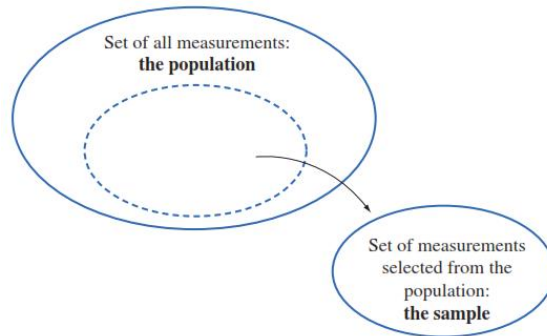 Set of all measurements:
the population
Set of measurements
selected from the
population:
the sample